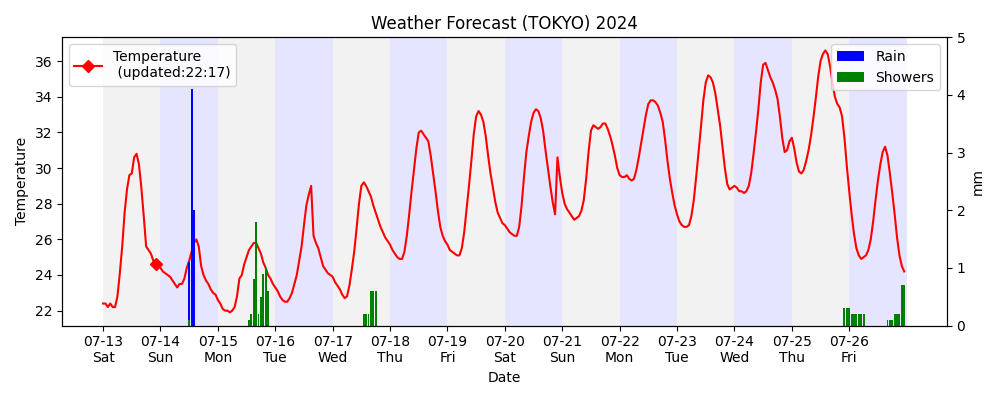 Weather Forecast (TOKYO) 2024
Temperature
(updated:22:17)
Rain
Showers
Temperature
36
34
32
30
28
26
24
22
5
4
3
2
1
0
mm
07-13 07-14 07-15 07-16 07-17 07-18 07-19 07-20 07-21 07-22 07-23 07-24 07-25 07-26
Sat Sun Mon Tue Wed Thu Fri Sat Sun Mon Tue Wed Thu Fri
Date